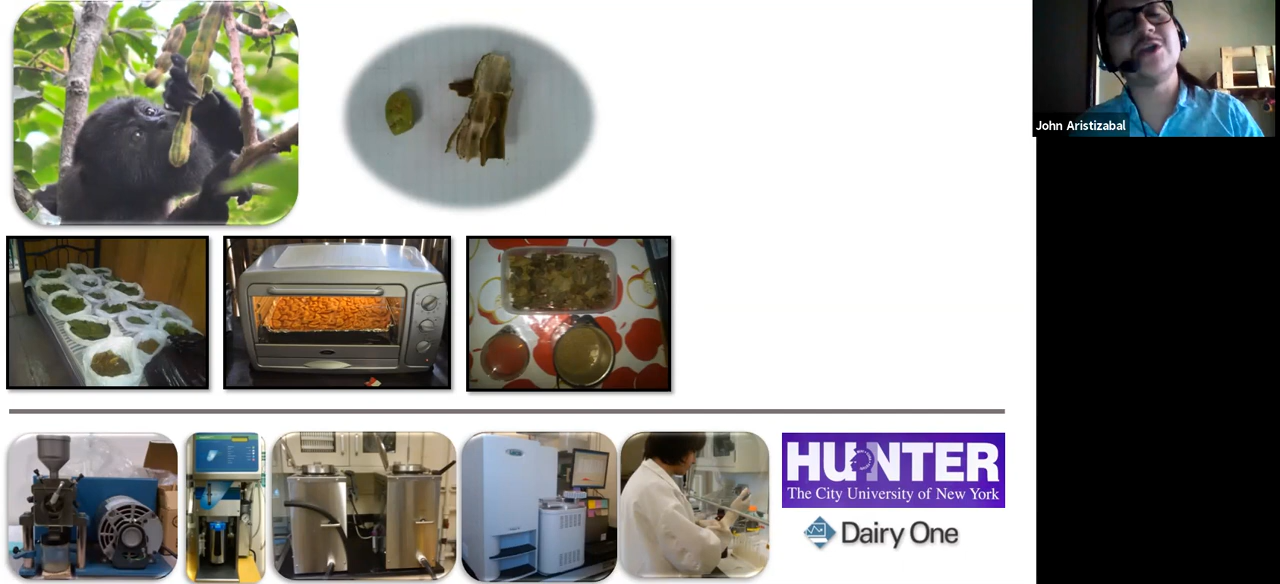 John Aristizabal
HUNTER
The City University of New York
Dairy One